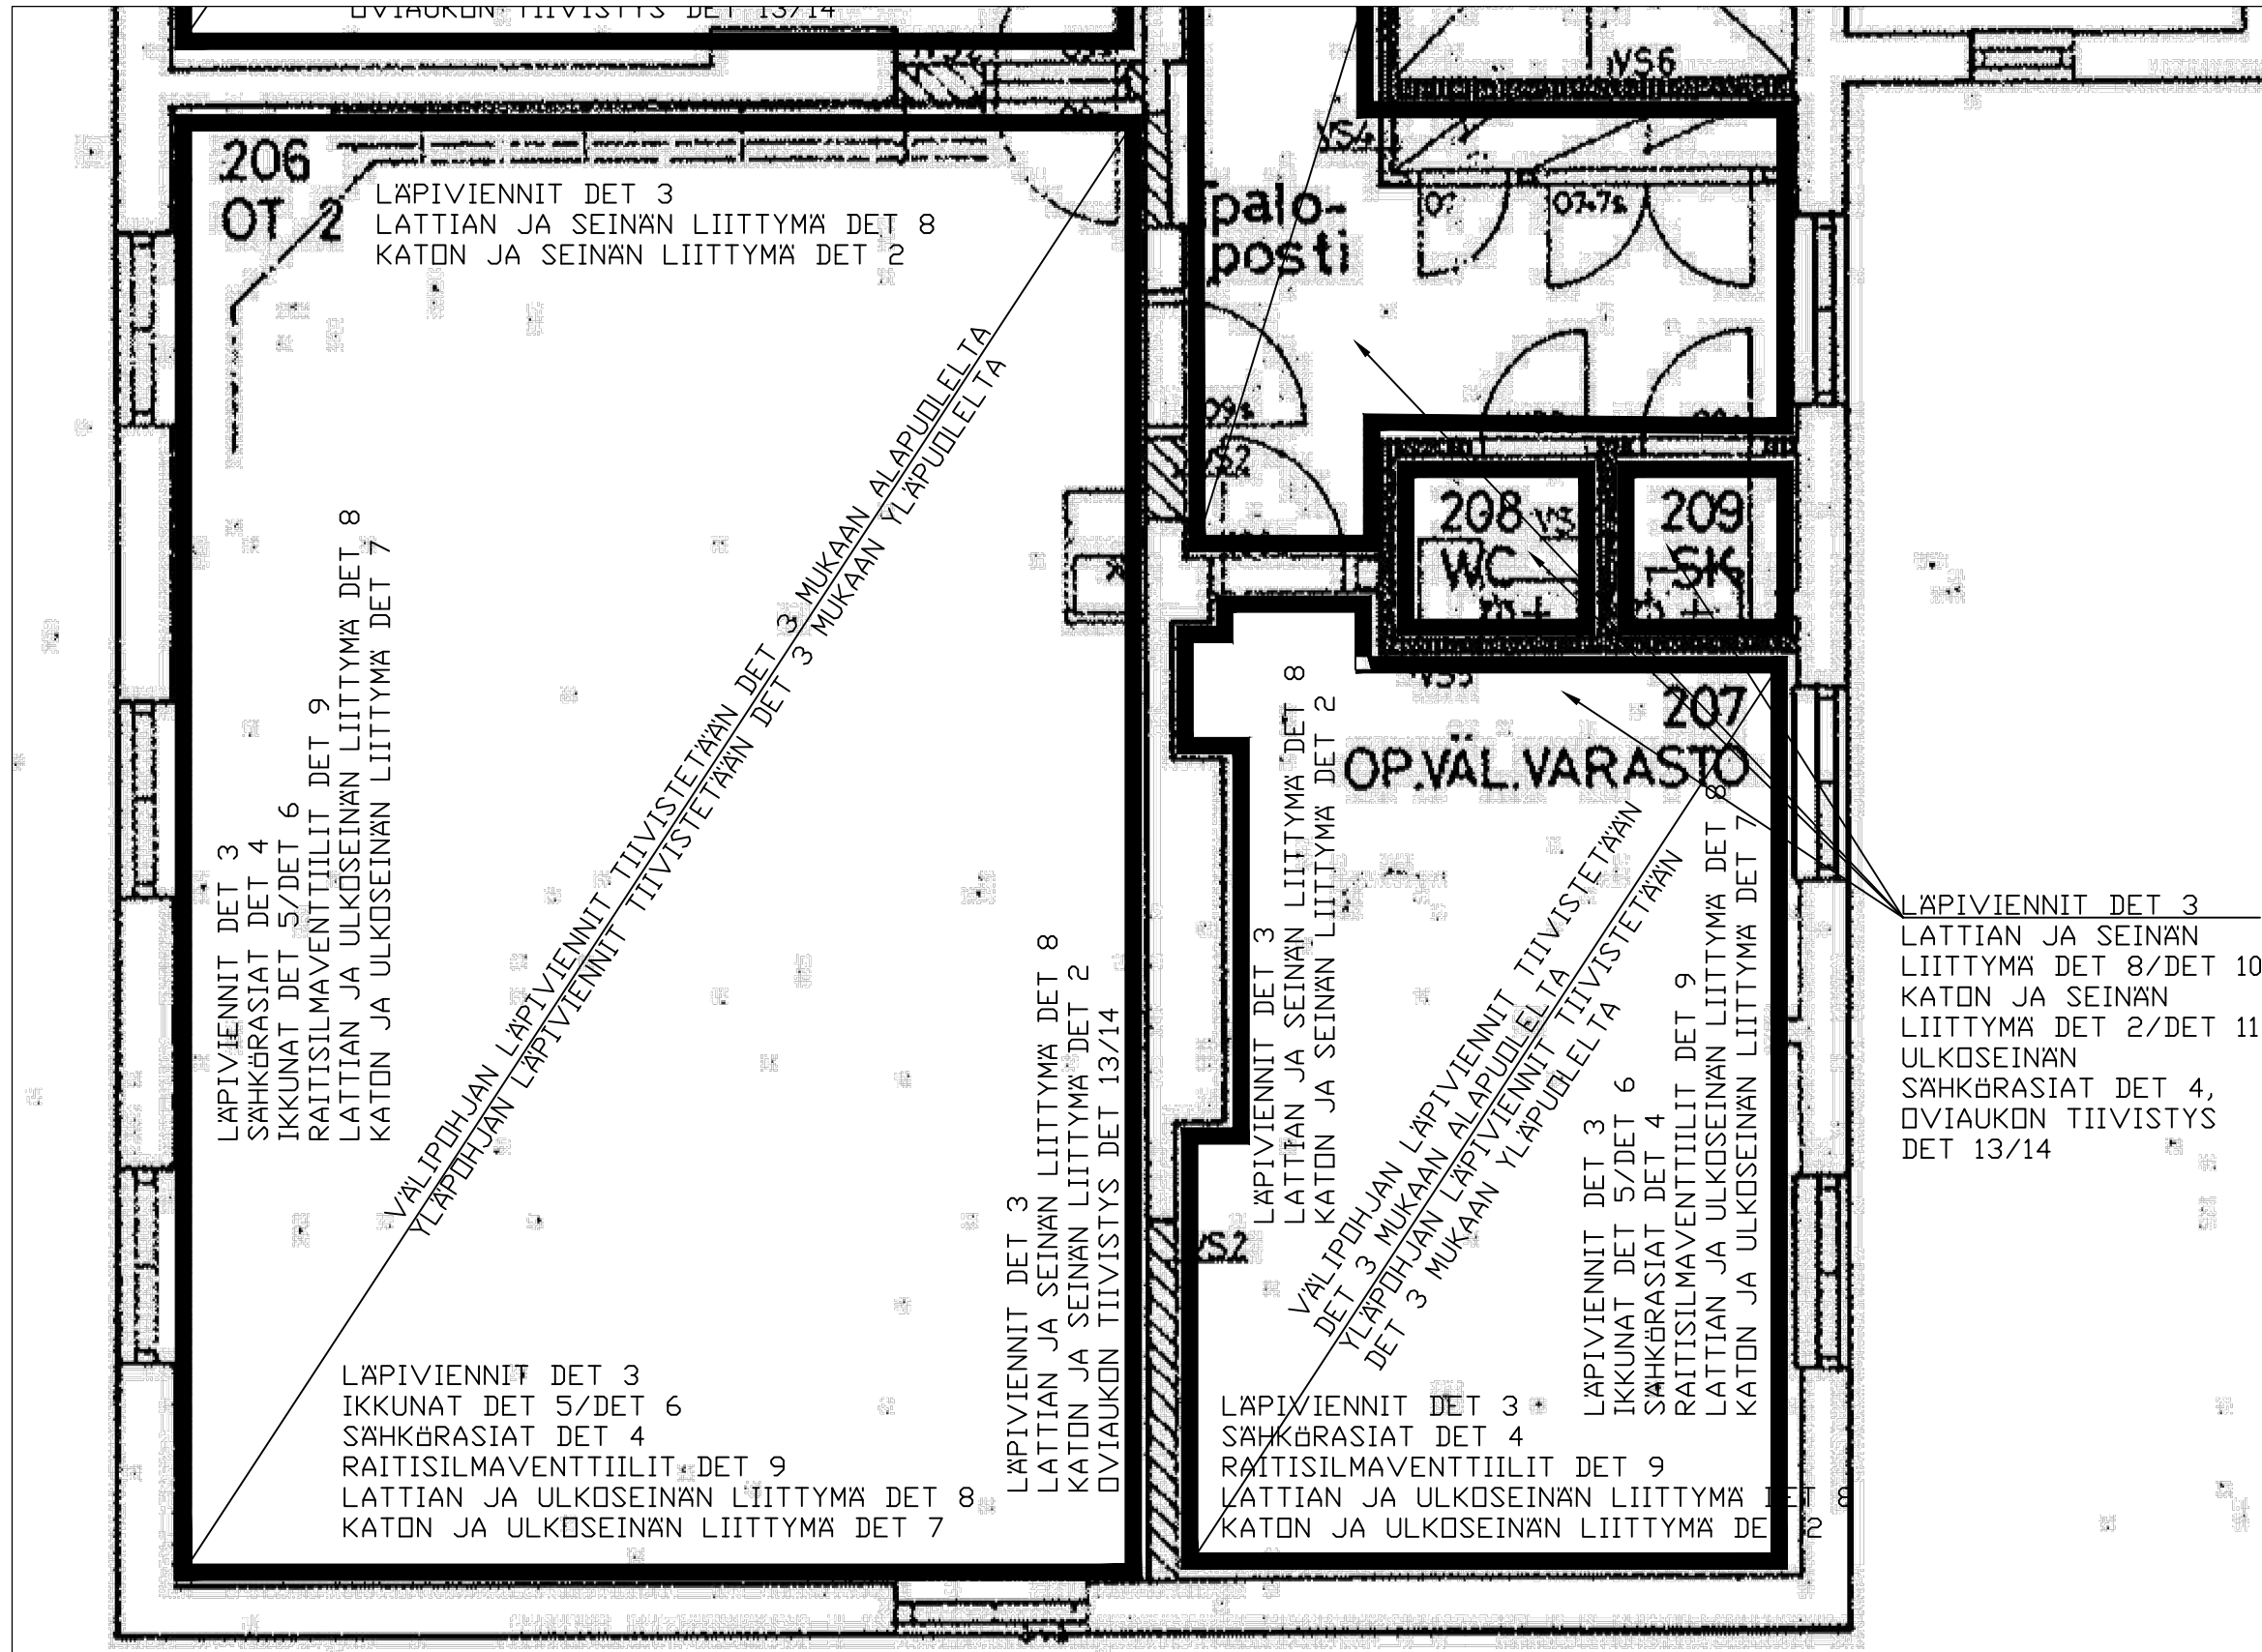 OVIAUKON TIIVISTYS DET 13/14
VS6
VS4
206
OT 2
LÄPIVIENNIT DET 3
LATTIAN JA SEINÄN LIITTYMÄ DET 8
KATON JA SEINÄN LIITTYMÄ DET 2
palo-
posti
07
07.7s
09s
VS2
VÄLIPOHJAN LÄPIVIENNIT TIIVISTETÄÄN DET 3 MUKAAN ALAPUOLELTA
YLÄPOHJAN LÄPIVIENNIT TIIVISTETÄÄN DET 3 MUKAAN YLÄPUOLELTA
208 VS
WC
209
SK
VS5
207
OP.VÄL.VARASTO
LÄPIVIENNIT DET 3
SÄHKÖRASIAT DET 4
IKKUNAT DET 5/DET 6
RAITISILMAVENTTIILIT DET 9
LATTIAN JA ULKOSEINÄN LIITTYMÄ DET 8
KATON JA ULKOSEINÄN LIITTYMÄ DET 7
LÄPIVIENNIT DET 3
LATTIAN JA SEINÄN LIITTYMÄ DET 8
KATON JA SEINÄN LIITTYMÄ DET 2
OVIAUKON TIIVISTYS DET 13/14
LÄPIVIENNIT DET 3
LATTIAN JA SEINÄN LIITTYMÄ DET 8
KATON JA SEINÄN LIITTYMÄ DET 2
VÄLIPOHJAN LÄPIVIENNIT TIIVISTETÄÄN
DET 3 MUKAAN ALAPUOLELTA
YLÄPOHJAN LÄPIVIENNIT TIIVISTETÄÄN
DET 3 MUKAAN YLÄPUOLELTA
LÄPIVIENNIT DET 3
IKKUNAT DET 5/DET 6
SÄHKÖRASIAT DET 4
RAITISILMAVENTTIILIT DET 9
LATTIAN JA ULKOSEINÄN LIITTYMÄ DET 8
KATON JA ULKOSEINÄN LIITTYMÄ DET 7
LÄPIVIENNIT DET 3
LATTIAN JA SEINÄN
LIITTYMÄ DET 8/DET 10
KATON JA SEINÄN
LIITTYMÄ DET 2/DET 11
ULKOSEINÄN
SÄHKÖRASIAT DET 4,
OVIAUKON TIIVISTYS
DET 13/14
VS2
LÄPIVIENNIT DET 3
IKKUNAT DET 5/DET 6
SÄHKÖRASIAT DET 4
RAITISILMAVENTTIILIT DET 9
LATTIAN JA ULKOSEINÄN LIITTYMÄ DET 8
KATON JA ULKOSEINÄN LIITTYMÄ DET 7
LÄPIVIENNIT DET 3
SÄHKÖRASIAT DET 4
RAITISILMAVENTTIILIT DET 9
LATTIAN JA ULKOSEINÄN LIITTYMÄ DET 8
KATON JA ULKOSEINÄN LIITTYMÄ DET 2